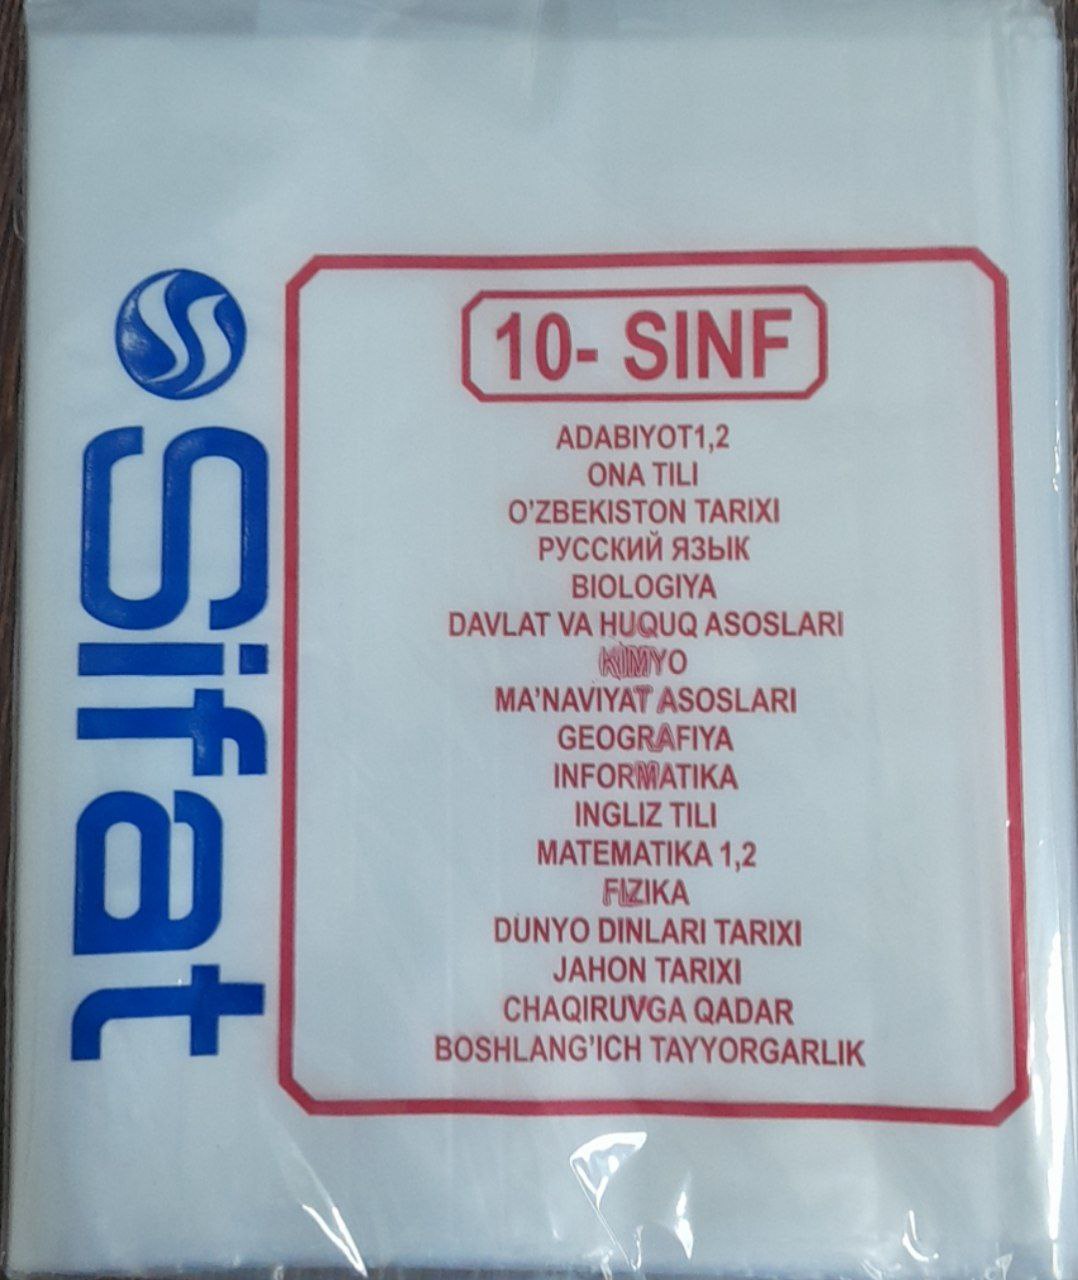 Sifat
10- SINF
ADABIYOT1,2
ONA TILI
O'ZBEKISTON TARIXI
РУССКИЙ ЯЗЫК
BIOLOGIYA
DAVLAT VA HUQUQ ASOSLARI
KIMYO
MA'NAVIYAT ASOSLARI
GEOGRAFIYA
INFORMATIKA
INGLIZ TILI
MATEMATIKA 1,2
FIZIKA
DUNYO DINLARI TARIXI
JAHON TARIXI
CHAQIRUVGA QADAR
BOSHLANG'ICH TAYYORGARLIK